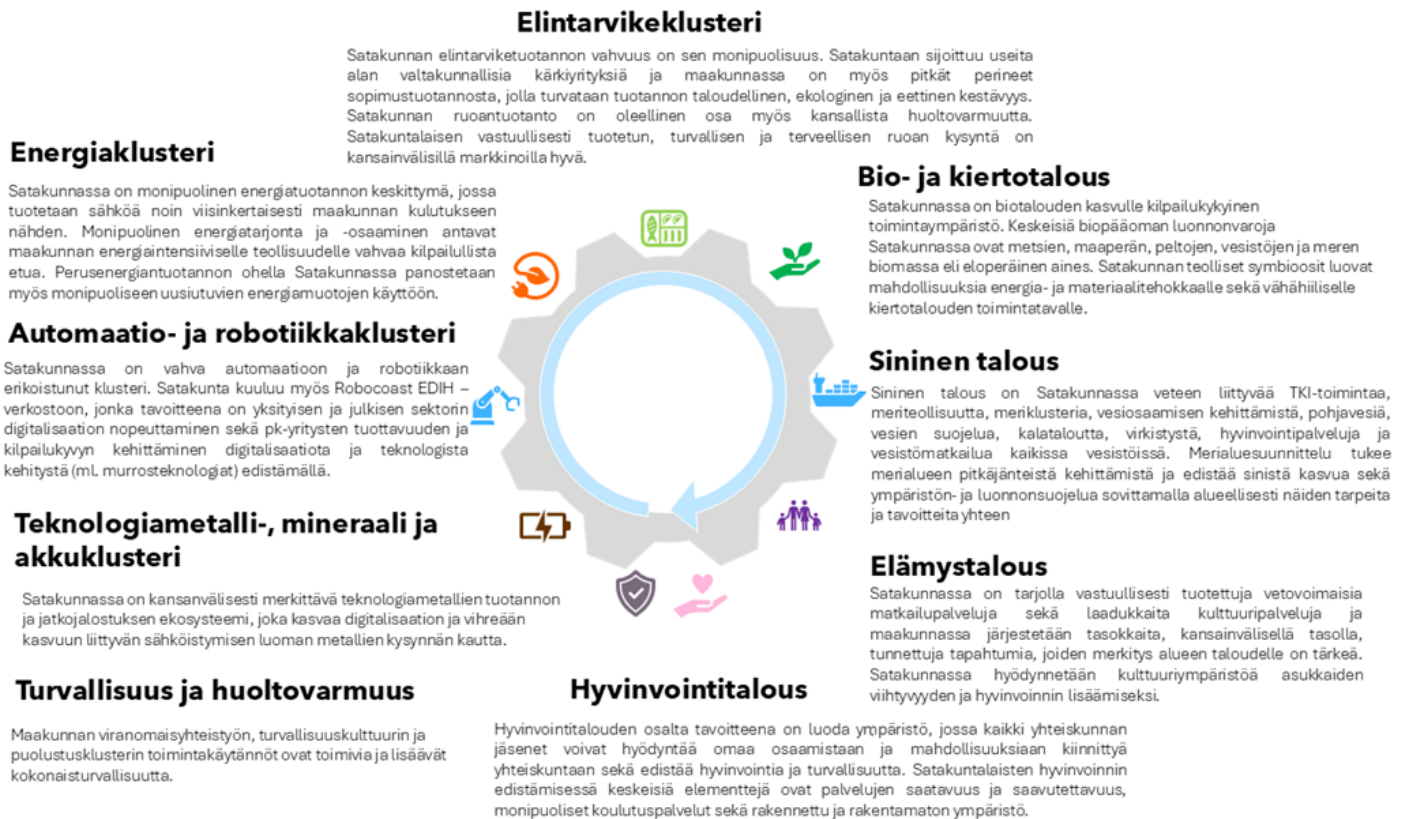 Elintarvikeklusteri
Satakunnan elintarviketuotannon vahvuus on sen monipuolisuus. Satakuntaan sijoittuu useita
alan valtakunnallisia kärkiyrityksiä ja maakunnassa on myös pitkät perineet
sopimustuotannosta, jolla turvataan tuotannon taloudellinen, ekologinen ja eettinen kestävyys.
Satakunnan ruoantuotanto on oleellinen osa myös kansallista huoltovarmuutta.
Satakuntalaisen vastuullisesti tuotetun, turvallisen ja terveellisen ruoan kysyntä on
kansainvälisillä markkinoilla hyvä.
Energiaklusteri
Satakunnassa on monipuolinen energiatuotannon keskittymä, jossa
tuotetaan sähköä noin viisinkertaisesti maakunnan kulutukseen
nähden. Monipuolinen energiatarjonta ja -osaaminen antavat
maakunnan energiaintensiiviselle teollisuudelle vahvaa kilpailullista
etua. Perusenergiantuotannon ohella Satakunnassa panostetaan
myös monipuoliseen uusiutuvien energiamuotojen käyttöön.
Automaatio- ja robotiikkaklusteri
Satakunnassa on vahva automaatioon ja robotiikkaan
erikoistunut klusteri. Satakunta kuuluu myös Robocoast EDIH –
verkostoon, jonka tavoitteena on yksityisen ja julkisen sektorin
digitalisaation nopeuttaminen sekä pk-yritysten tuottavuuden ja
kilpailukyvyn kehittäminen digitalisaatiota ja teknologista
kehitystä (ml. murrosteknologiat) edistämällä.
Teknologiametalli-, mineraali ja
akkuklusteri
Satakunnassa on kansanvälisesti merkittävä teknologiametallien tuotannon
ja jatkojalostuksen ekosysteemi, joka kasvaa digitalisaation ja vihreään
kasvuun liittyvän sähköistymisen luoman metallien kysynnän kautta.
Turvallisuus ja huoltovarmuus
Maakunnan viranomaisyhteistyön, turvallisuuskulttuurin ja
puolustusklusterin toimintakäytännöt ovat toimivia ja lisäävät
kokonaisturvallisuutta.
Bio- ja kiertotalous
Satakunnassa on biotalouden kasvulle kilpailukykyinen
toimintaympäristö. Keskeisiä biopääoman luonnonvaroja
Satakunnassa ovat metsien, maaperän, peltojen, vesistöjen ja meren
biomassa eli eloperäinen aines. Satakunnan teolliset symbioosit luovat
mahdollisuuksia energia- ja materiaalitehokkaalle sekä vähähiiliselle
kiertotalouden toimintatavalle.
Sininen talous
Sininen talous on Satakunnassa veteen liittyvää TKI-toimintaa,
meriteollisuutta, meriklusteria, vesiosaamisen kehittämistä, pohjavesiä,
vesien suojelua, kalataloutta, virkistystä, hyvinvointipalveluja ja
vesistömatkailua kaikissa vesistöissä. Merialuesuunnittelu tukee
merialueen pitkäjänteistä kehittämistä ja edistää sinistä kasvua sekä
ympäristön- ja luonnonsuojelua sovittamalla alueellisesti näiden tarpeita
ja tavoitteita yhteen
Elämystalous
Satakunnassa on tarjolla vastuullisesti tuotettuja vetovoimaisia
matkailupalveluja sekä laadukkaita kulttuuripalveluja ja
maakunnassa järjestetään tasokkaita, kansainvälisellä tasolla,
tunnettuja tapahtumia, joiden merkitys alueen taloudelle on tärkeä.
Satakunnassa hyödynnetään kulttuuriympäristöä asukkaiden
viihtyvyyden ja hyvinvoinnin lisäämiseksi.
Hyvinvointitalous
Hyvinvointitalouden osalta tavoitteena on luoda ympäristö, jossa kaikki yhteiskunnan
jäsenet voivat hyödyntää omaa osaamistaan ja mahdollisuuksiaan kiinnittyä
yhteiskuntaan sekä edistää hyvinvointia ja turvallisuutta. Satakuntalaisten hyvinvoinnin
edistämisessä keskeisiä elementtejä ovat palvelujen saatavuus ja saavutettavuus,
monipuoliset koulutuspalvelut sekä rakennettu ja rakentamaton ympäristö.